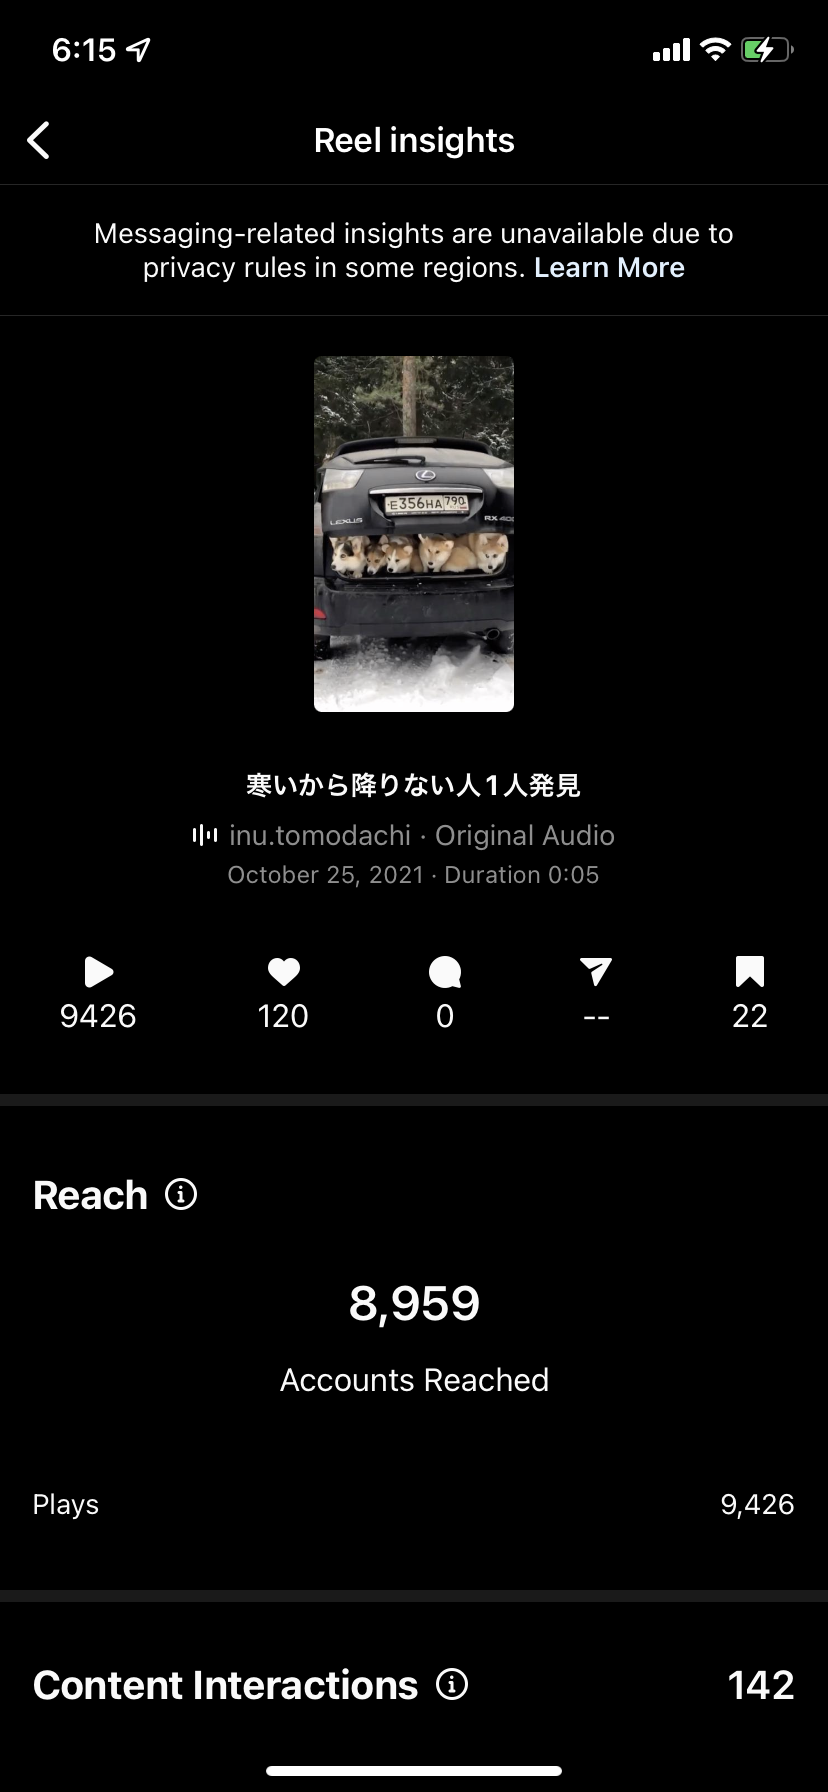 6:15
Reel insights
Messaging-related insights are unavailable due to
privacy rules in some regions. Learn More
E356HA 790
LEXUS
RX 400
寒いから降りない人1人発見
inu.tomodachi · Original Audio
October 25, 2021 · Duration 0:05
9426 120 0 -- 22
Reach
8,959
Accounts Reached
Plays 9,426
Content Interactions 142